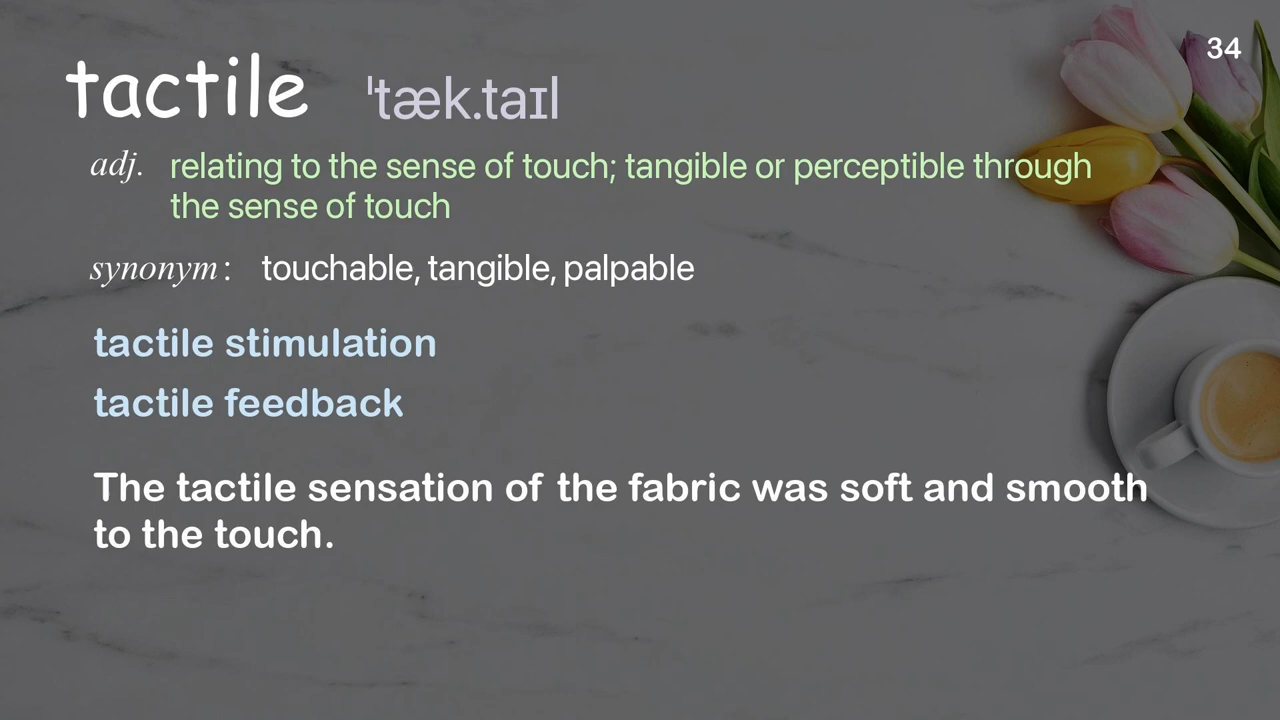 34
tactile ˈtæk.taɪl
adj. relating to the sense of touch; tangible or perceptible through
the sense of touch
synonym: touchable, tangible, palpable
tactile stimulation
tactile feedback
The tactile sensation of the fabric was soft and smooth
to the touch.